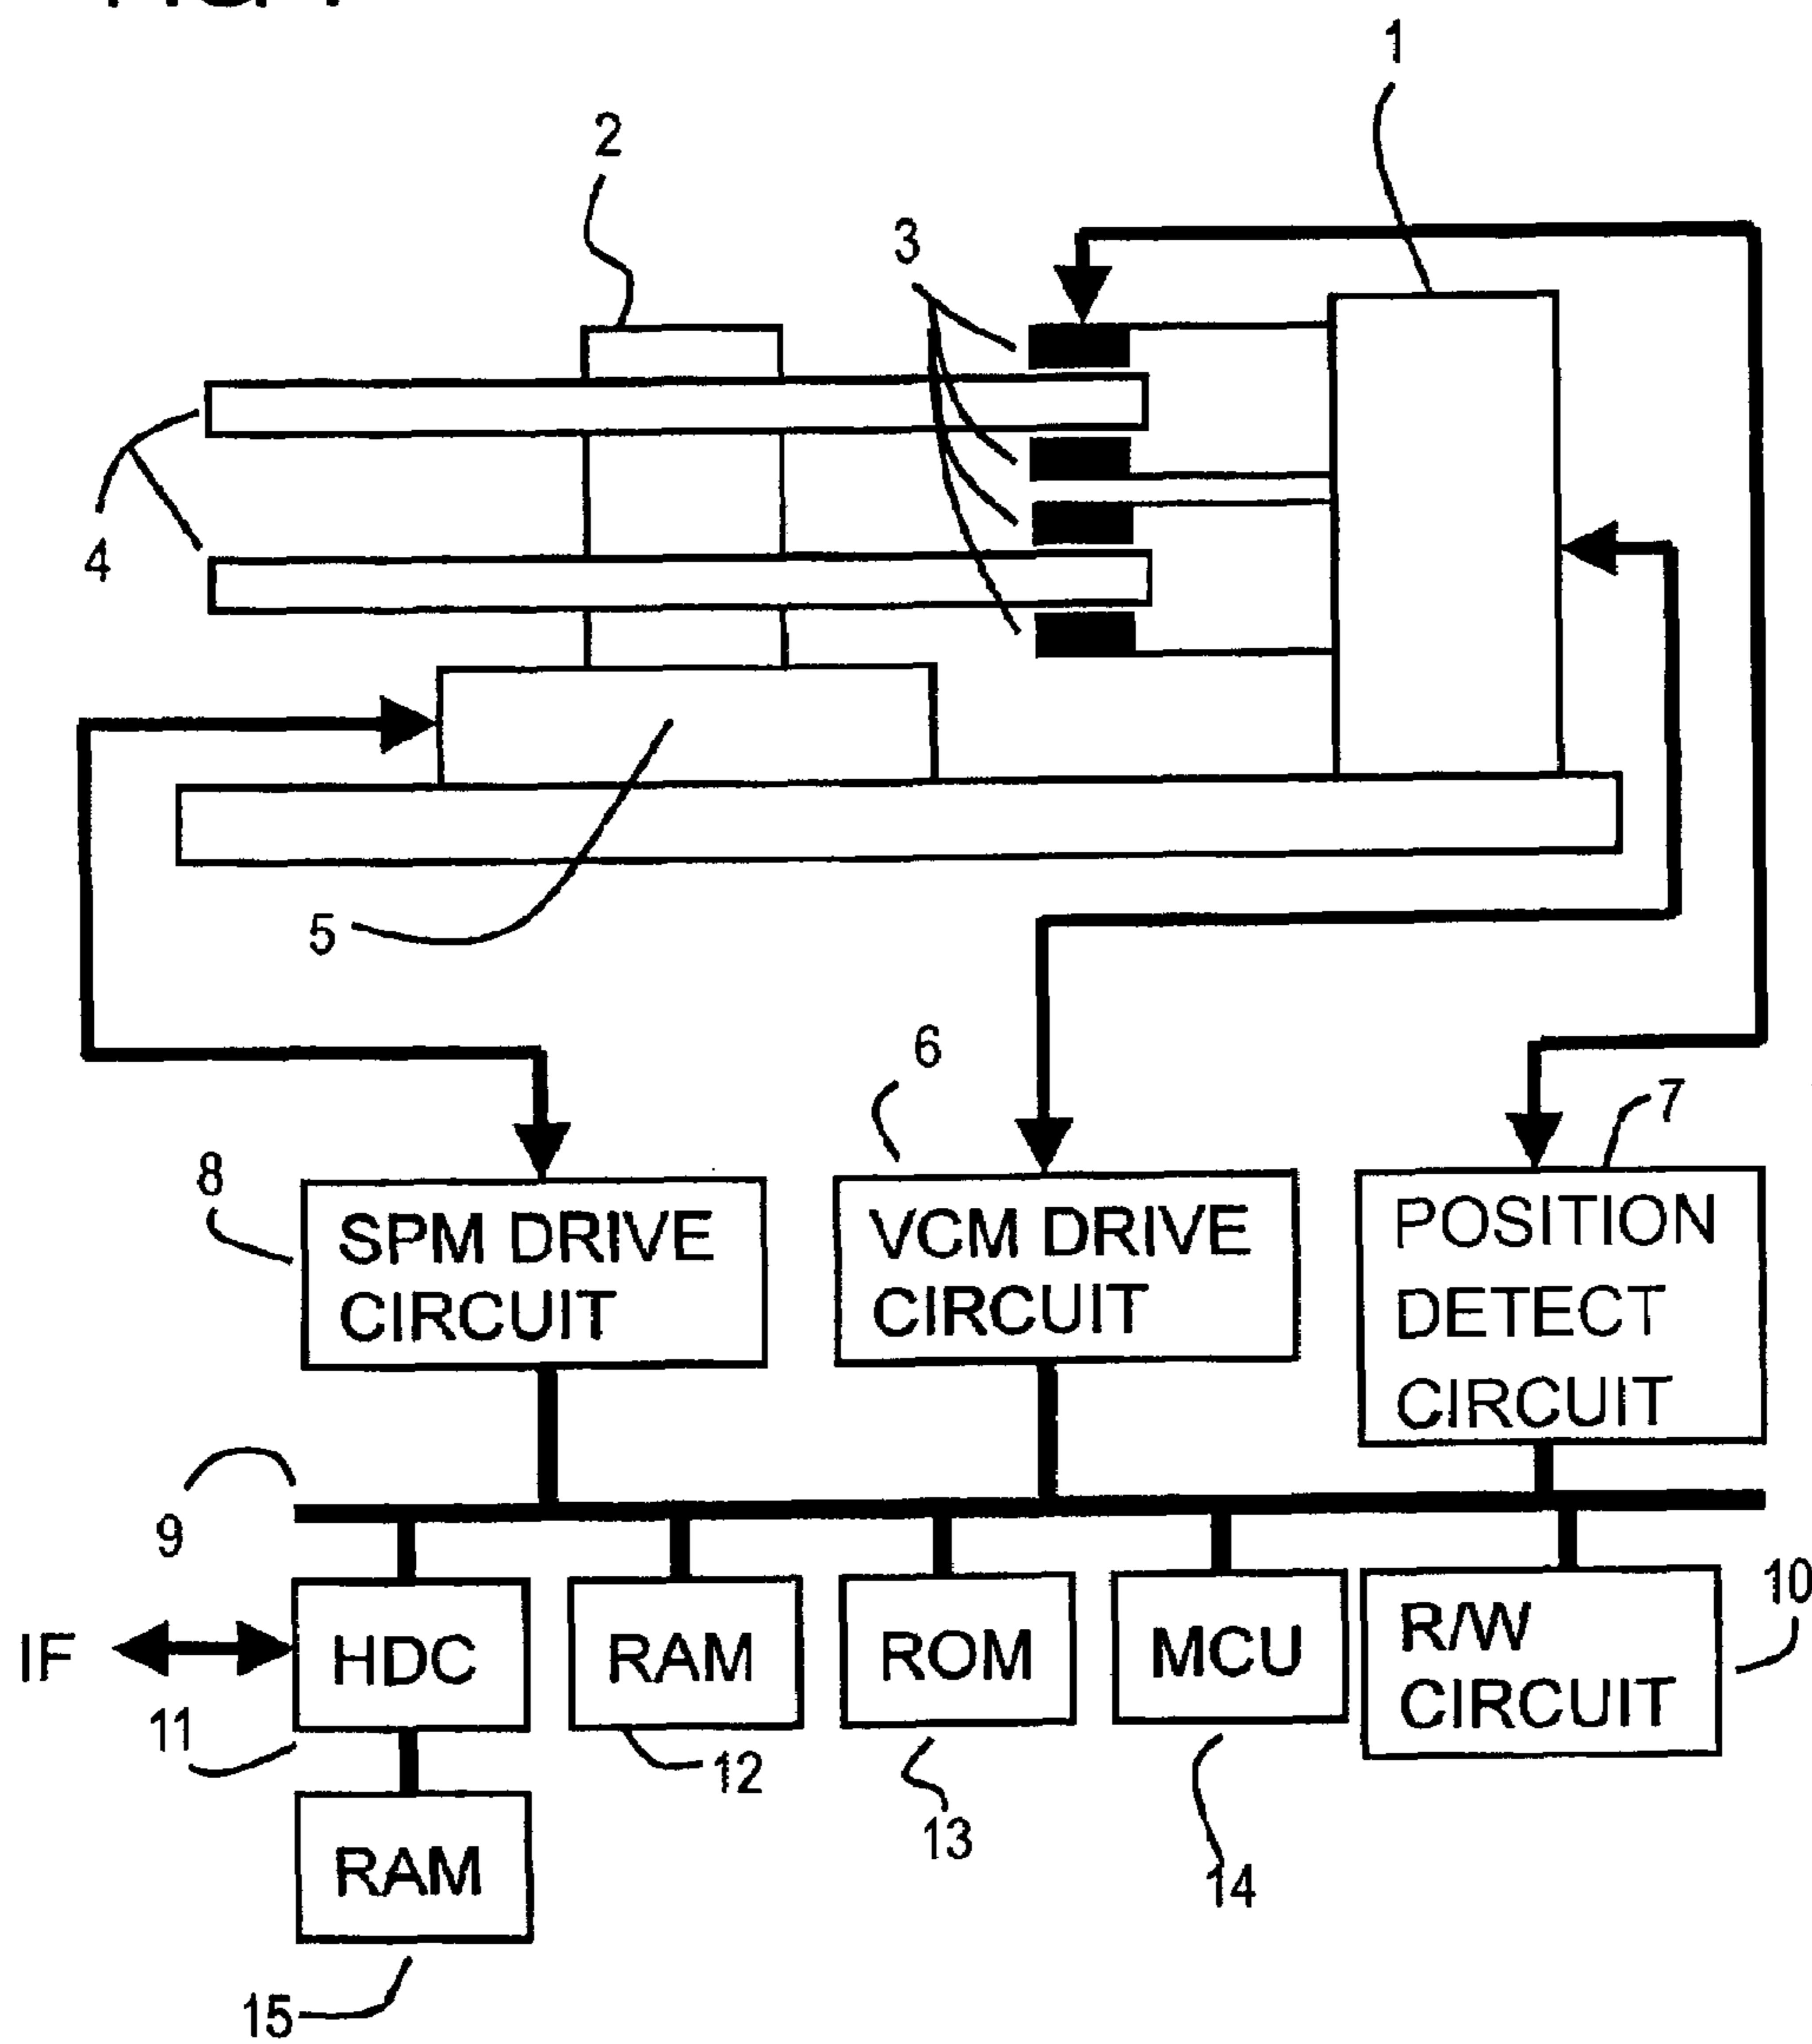 1
2
3
4
5
6
7
8
SPM DRIVE
CIRCUIT
VCM DRIVE
CIRCUIT
POSITION
DETECT
CIRCUIT
9
10
IF
HDC
RAM
ROM
MCU
R/W
CIRCUIT
11
12
13
14
RAM
15